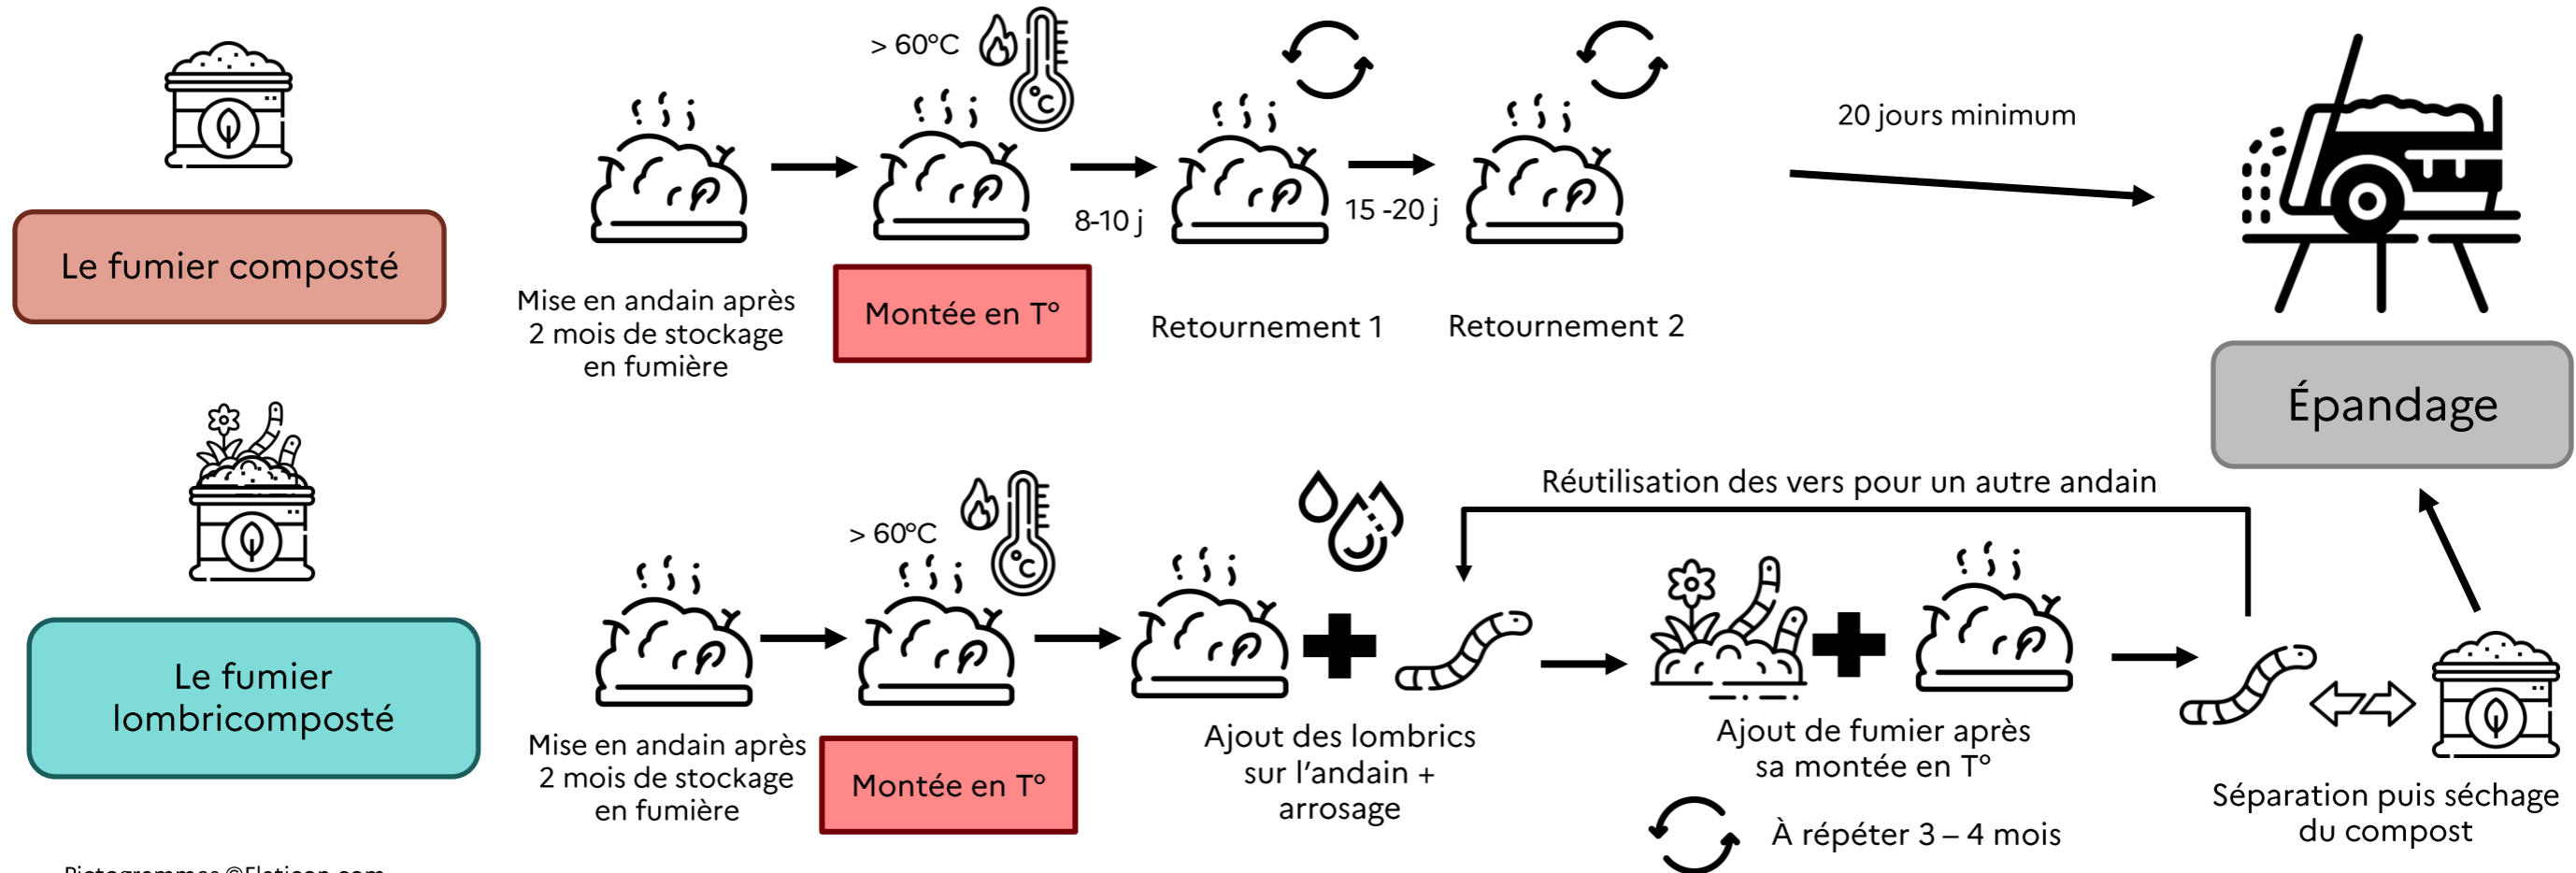 > 60°C
20 jours minimum
Le fumier composté
8-10 j
15 -20 j
Mise en andain après
2 mois de stockage
en fumière
Montée en T°
Retournement 1
Retournement 2
Épandage
Réutilisation des vers pour un autre andain
> 60°C
Le fumier
lombricomposté
Mise en andain après
2 mois de stockage
en fumière
Montée en T°
Ajout des lombrics
sur l'andain +
arrosage
Ajout de fumier après
sa montée en T°
À répéter 3 – 4 mois
Séparation puis séchage
du compost
Pictogrammes ©Flaticon.com
°C
°C